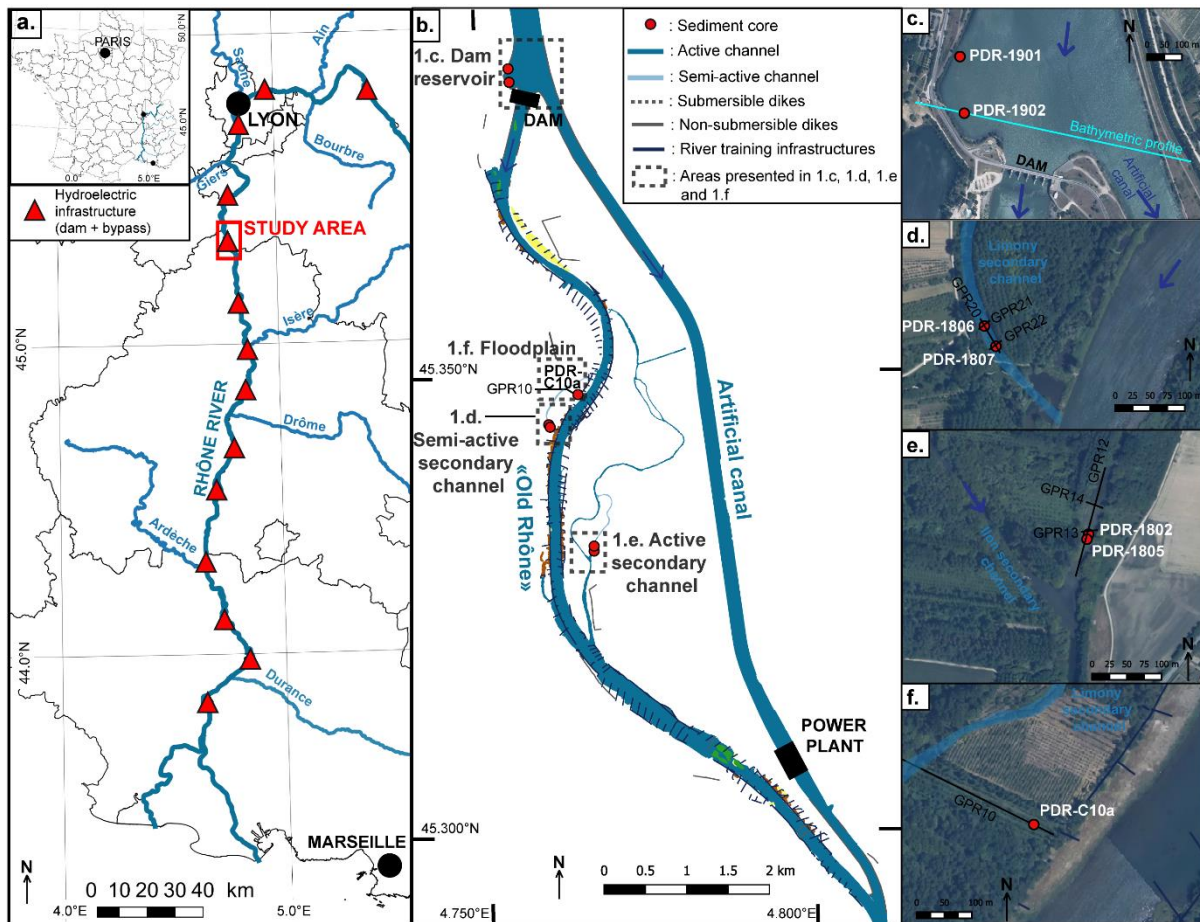 a.
50.0°N
PARIS
45.0°N
5.0°E
Hydroelectric
infrastructure
(dam + bypass)
Saône
Ain
LYON
Bourbre
Giers
STUDY AREA
Isère
45.0°N
RHÔNE RIVER
Drôme
Ardèche
44.0°N
Durance
MARSEILLE
N
0 10 20 30 40 km
4.0°E
5.0°E
b.
1.c. Dam
reservoir
DAM
: Sediment core
: Active channel
: Semi-active channel
: Submersible dikes
: Non-submersible dikes
: River training infrastructures
: Areas presented in 1.c, 1.d, 1.e
and 1.f
1.f. Floodplain
45.350°N
PDR-
C10a
GPR10
1.d.
Semi-active
secondary
channel
«Old Rhône»
Artificial canal
1.e. Active
secondary
channel
POWER
PLANT
45.300°N
N
0 0.5 1 1.5 2 km
4.750°E
4.800°E
c.
N
0 50 100 m
PDR-1901
PDR-1902
Bathymetric profile
DAM
Artificial
canal
d.
Limony
secondary
channel
GPR20
GPR21
GPR22
PDR-1806
PDR-1807
N
0 25 50 75 100 m
e.
GPR12
GPR14
GPR13
PDR-1802
PDR-1805
Ilon secondary
channel
N
0 25 50 75 100 m
f.
Limony
secondary
channel
GPR10
PDR-C10a
N
0 50 100 m